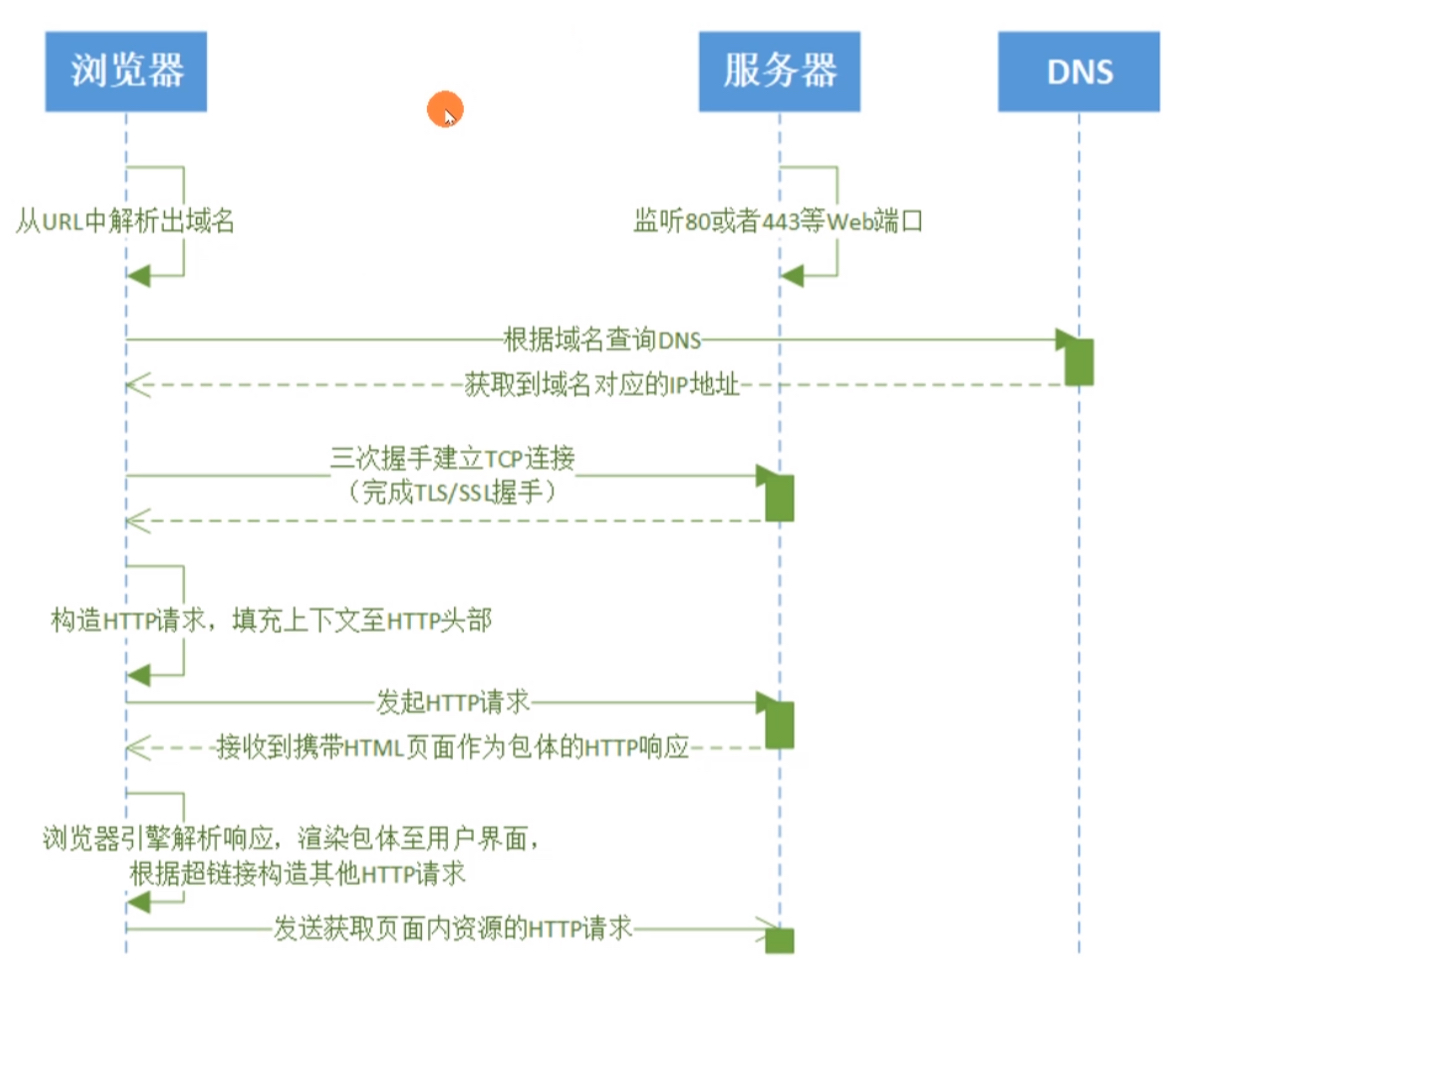 浏览器
服务器
DNS
从URL中解析出域名
监听80或者443等Web端口
根据域名查询DNS
获取到域名对应的IP地址
三次握手建立TCP连接
（完成TLS/SSL握手）
构造HTTP请求，填充上下文至HTTP头部
发起HTTP请求
接收到携带HTML页面作为包体的HTTP响应
浏览器引擎解析响应，渲染包体至用户界面，
根据超链接构造其他HTTP请求
发送获取页面内资源的HTTP请求